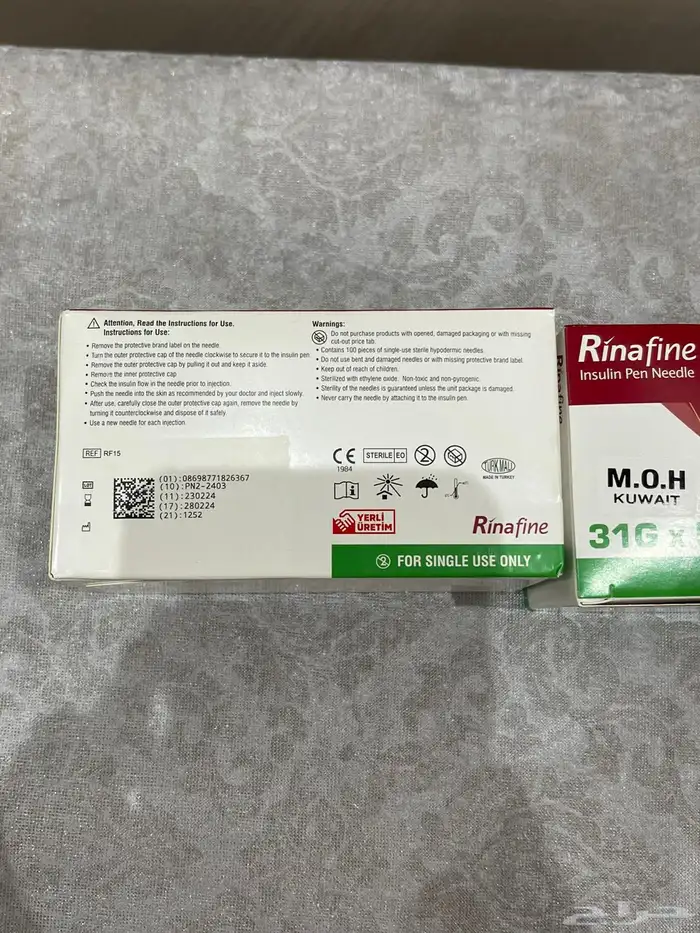 Attention, Read the Instructions for Use.
Instructions for Use:
• Remove the protective brand label on the needle.
• Turn the outer protective cap of the needle clockwise to secure it to the insulin pen.
• Remove the outer protective cap by pulling it out and keep it aside.
• Remove the inner protective cap
• Check the insulin flow in the needle prior to injection.
• Push the needle into the skin as recommended by your doctor and inject slowly.
• After use, carefully close the outer protective cap again, remove the needle by
turning it counterclockwise and dispose of it safely.
• Use a new needle for each injection.
Warnings:
Do not purchase products with opened, damaged packaging or with missing
cut-out price tab.
• Contains 100 pieces of single-use sterile hypodermic needles.
• Do not use bent and damaged needles or with missing protective brand label.
• Keep out of reach of children.
• Sterilized with ethylene oxide. Non-toxic and non-pyrogenic.
• Sterility of the needles is guaranteed unless the unit package is damaged.
• Never carry the needle by attaching it to the insulin pen.
REF RF15
(01):08698771826367
(10):PN2-2403
(11):230224
(17):280224
(21):1252
CE
1984
STERILE EO
2
TÜRK MALI
MADE IN TURKEY
YERLİ
ÜRETİM
Rinafine
2 FOR SINGLE USE ONLY
Rinafine
Rinafine
Insulin Pen Needle
M.O.H
KUWAIT
31G x
حراج